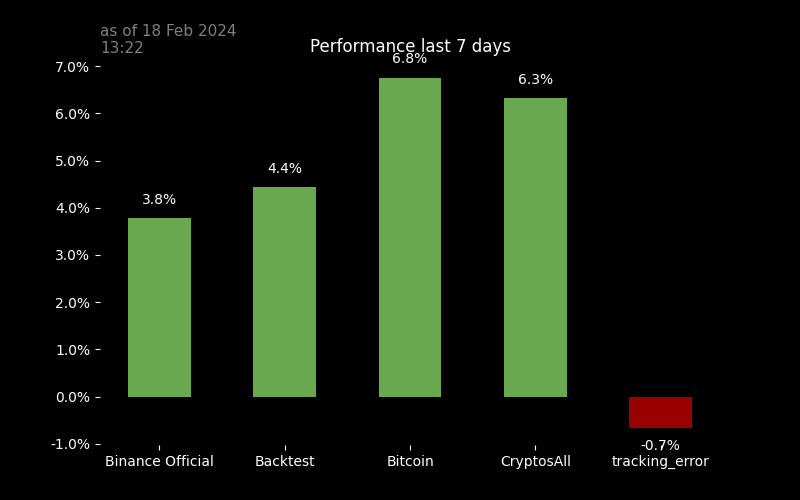 as of 18 Feb 2024
13:22
Performance last 7 days
7.0%
6.0%
5.0%
4.0%
3.0%
2.0%
1.0%
0.0%
-1.0%
3.8%
4.4%
6.8%
6.3%
-0.7%
Binance Official
Backtest
Bitcoin
CryptosAll
tracking_error